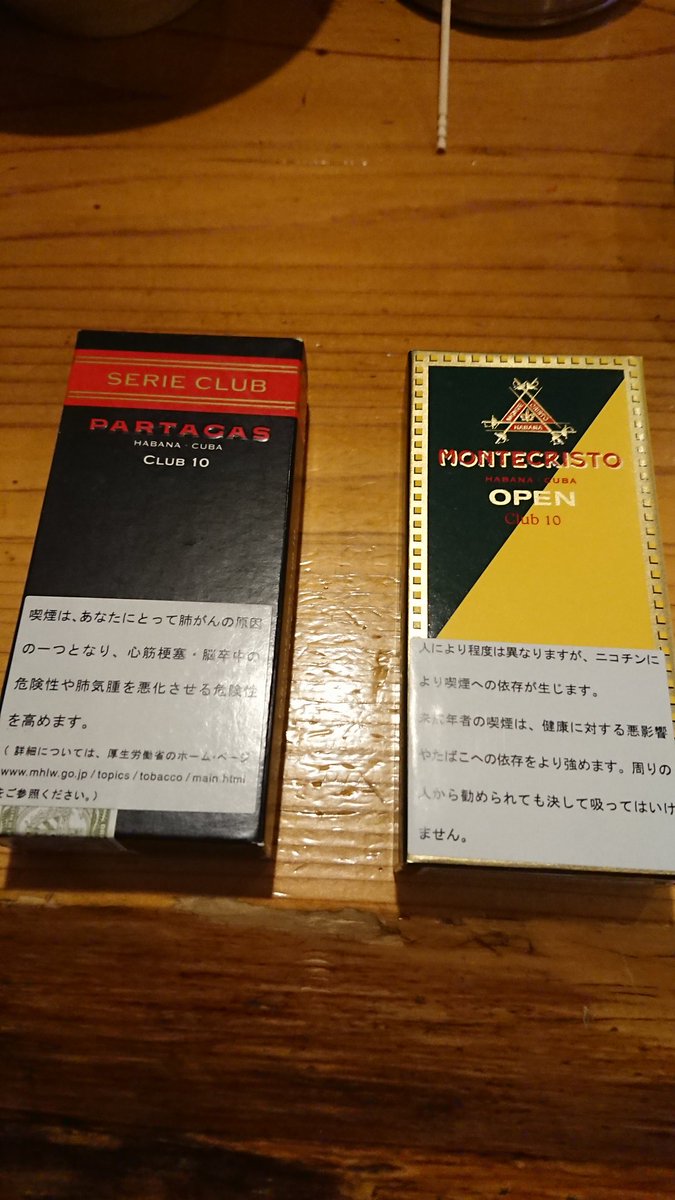 SERIE CLUB
PARTAGAS
HABANA · CUBA
CLUB 10
喫煙は、あなたにとって肺がんの原因
の一つとなり、心筋梗塞・脳卒中の
危険性や肺気腫を悪化させる危険性
を高めます。
( 詳細については、厚生労働省のホーム・ページ
www.mhlw.go.jp / topics / tobacco / main.html
をご参照ください。)
HABANA
MONTECRISTO
HABANA · CUBA
OPEN
Club 10
人により程度は異なりますが、ニコチンに
より喫煙への依存が生じます。
未成年者の喫煙は、健康に対する悪影響
やたばこへの依存をより強めます。周りの
人から勧められても決して吸ってはいけ
ません。